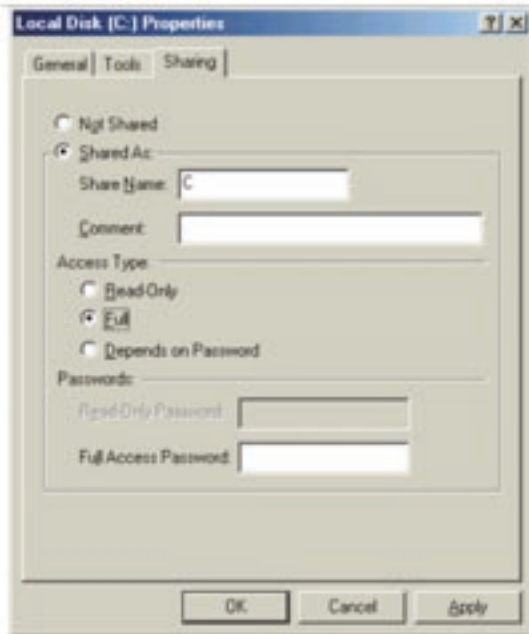 Local Disk (C:) Properties
General Tools Sharing
Not Shared
Shared As:
Share Name: C
Comment:
Access Type:
Read-Only
Full
Depends on Password
Passwords:
Read-Only Password:
Full Access Password:
OK Cancel Apply